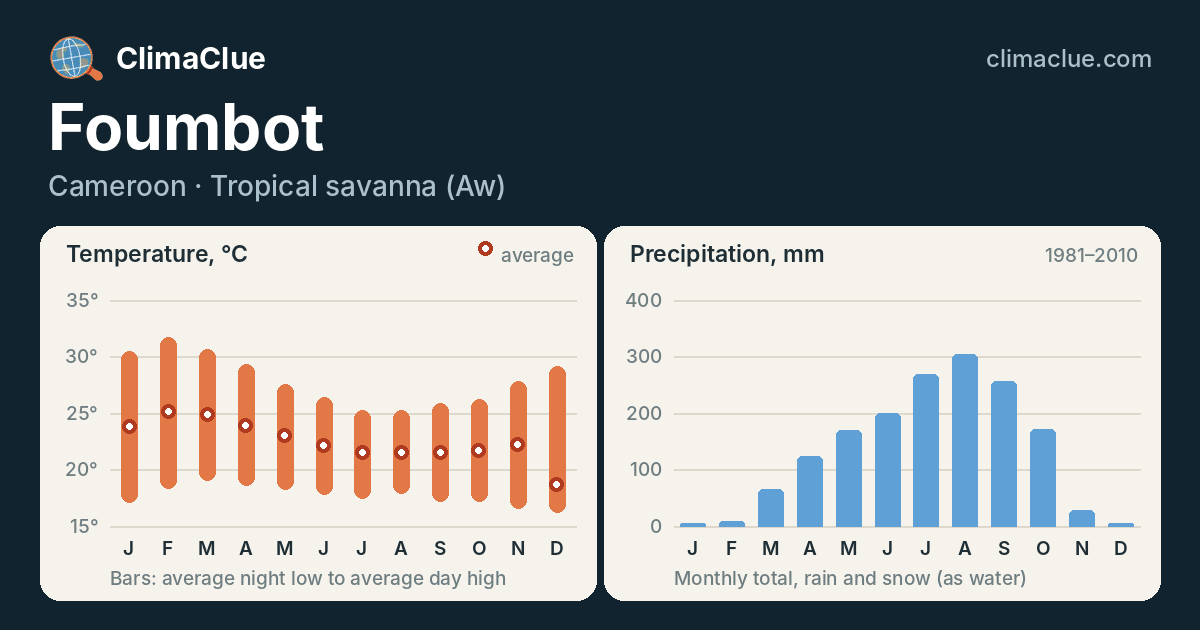 ClimaClue
climaclue.com
Foumbot
Cameroon · Tropical savanna (Aw)
Temperature, °C
average
35°
30°
25°
20°
15°
J F M A M J J A S O N D
Bars: average night low to average day high
Precipitation, mm
1981–2010
400
300
200
100
0
J F M A M J J A S O N D
Monthly total, rain and snow (as water)